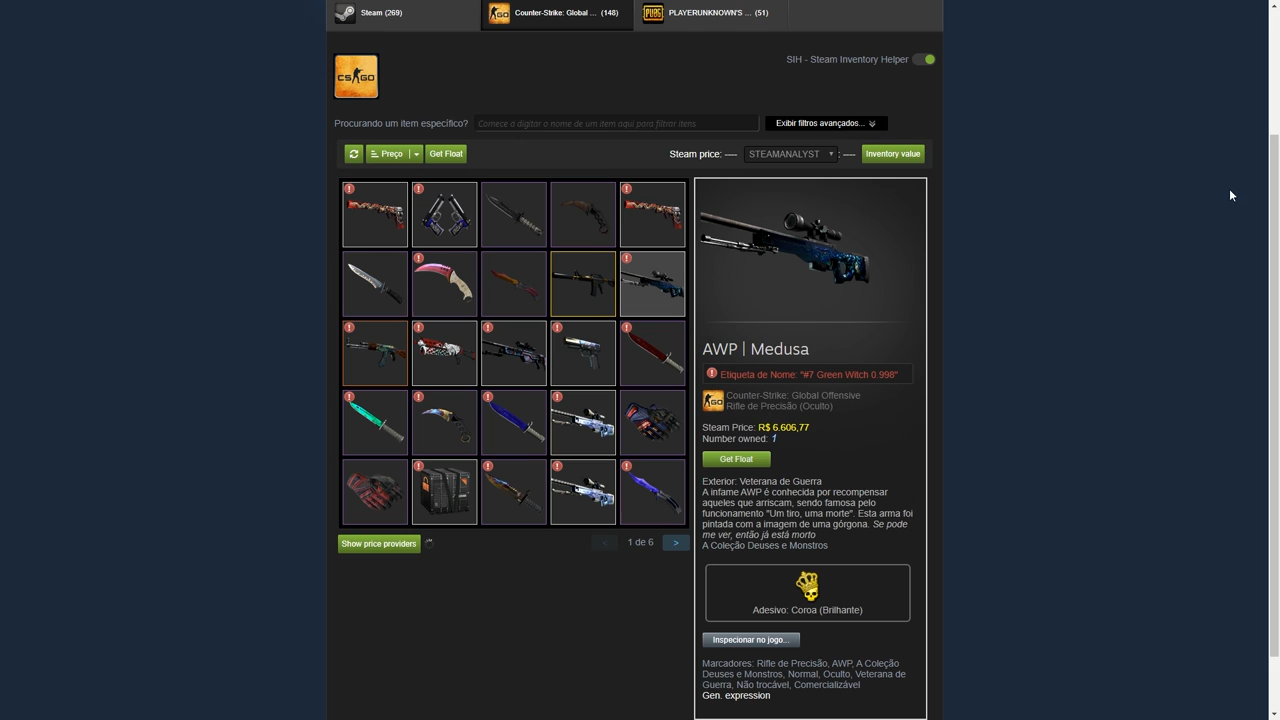 Steam (269)
Counter-Strike: Global ... (148)
PLAYERUNKNOWN'S ... (51)
CS GO
SIH - Steam Inventory Helper
Procurando um item específico?
Comece a digitar o nome de um item aqui para filtrar itens
Exibir filtros avançados...
Preço
Get Float
Steam price: ----
STEAMANALYST
: ----
Inventory value
AWP | Medusa
Etiqueta de Nome: "#7 Green Witch 0.998"
Counter-Strike: Global Offensive
Rifle de Precisão (Oculto)
Steam Price: R$ 6.606,77
Number owned: 1
Get Float
Exterior: Veterana de Guerra
A infame AWP é conhecida por recompensar
aqueles que arriscam, sendo famosa pelo
funcionamento "Um tiro, uma morte". Esta arma foi
pintada com a imagem de uma górgona. Se pode
me ver, então já está morto
A Coleção Deuses e Monstros
Adesivo: Coroa (Brilhante)
Inspecionar no jogo...
Marcadores: Rifle de Precisão, AWP, A Coleção
Deuses e Monstros, Normal, Oculto, Veterana de
Guerra, Não trocável, Comercializável
Gen. expression
Show price providers
<
1 de 6
>